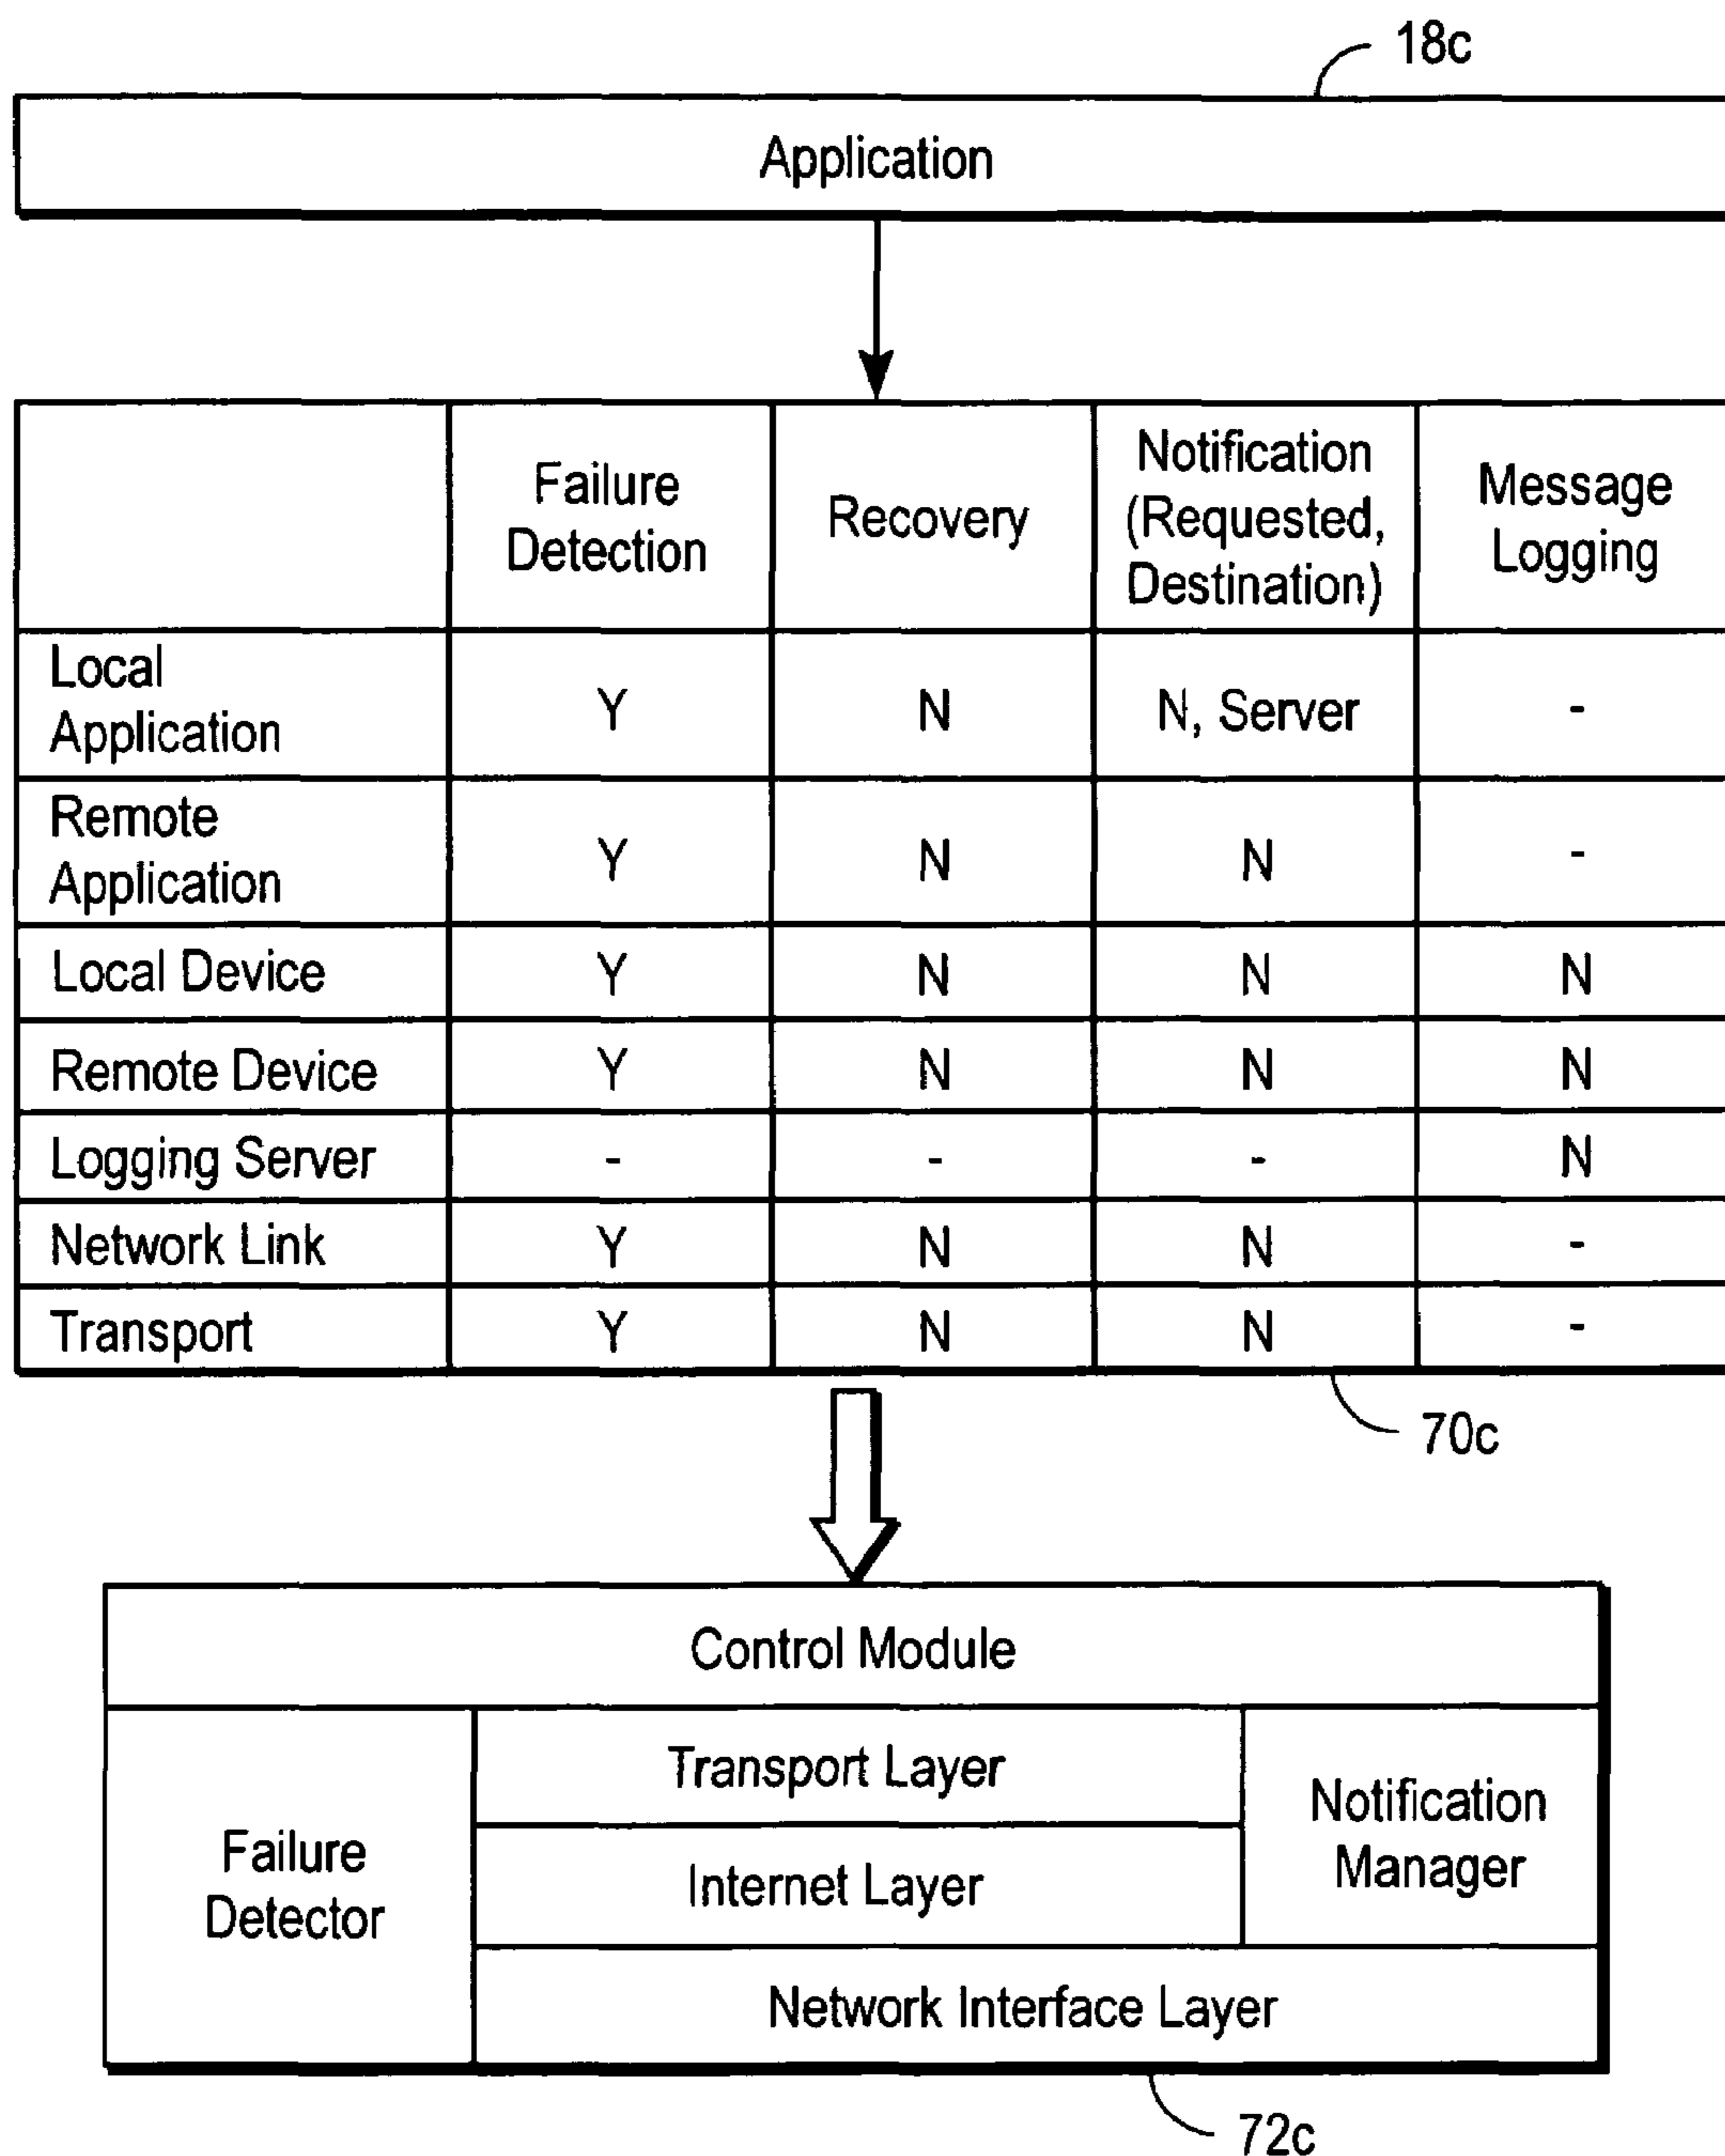 18c
Application
Failure
Detection
Recovery
Notification
(Requested,
Destination)
Message
Logging
Local
Application
Y
N
N, Server
-
Remote
Application
Y
N
N
-
Local Device
Y
N
N
N
Remote Device
Y
N
N
N
Logging Server
-
-
-
N
Network Link
Y
N
N
-
Transport
Y
N
N
-
70c
Control Module
Failure
Detector
Transport Layer
Internet Layer
Notification
Manager
Network Interface Layer
72c